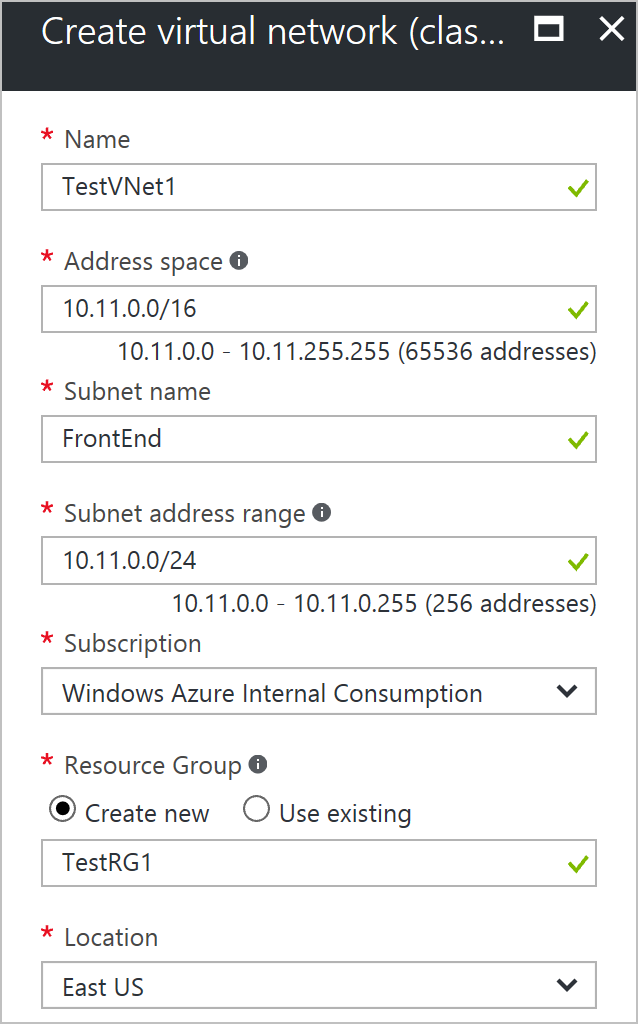 Create virtual network (clas...
* Name
TestVNet1
* Address space
10.11.0.0/16
10.11.0.0 - 10.11.255.255 (65536 addresses)
* Subnet name
FrontEnd
* Subnet address range
10.11.0.0/24
10.11.0.0 - 10.11.0.255 (256 addresses)
* Subscription
Windows Azure Internal Consumption
* Resource Group
Create new Use existing
TestRG1
* Location
East US